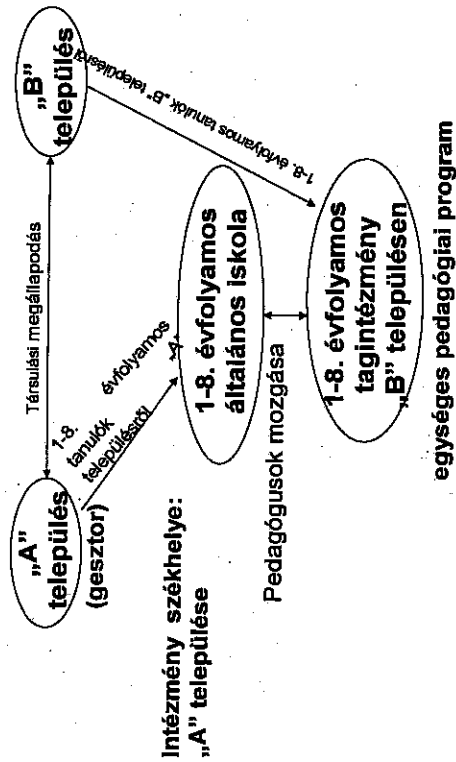 „A”
település
(gesztor)
Társulási megállapodás
„B”
település
1-8. évfolyamos
tanulók „A”
településről
1-8. évfolyamos tanulók „B” településről
Intézmény székhelye:
„A” települése
1-8. évfolyamos
általános iskola
Pedagógusok mozgása
1-8. évfolyamos
tagintézmény
„B” településen
egységes pedagógiai program